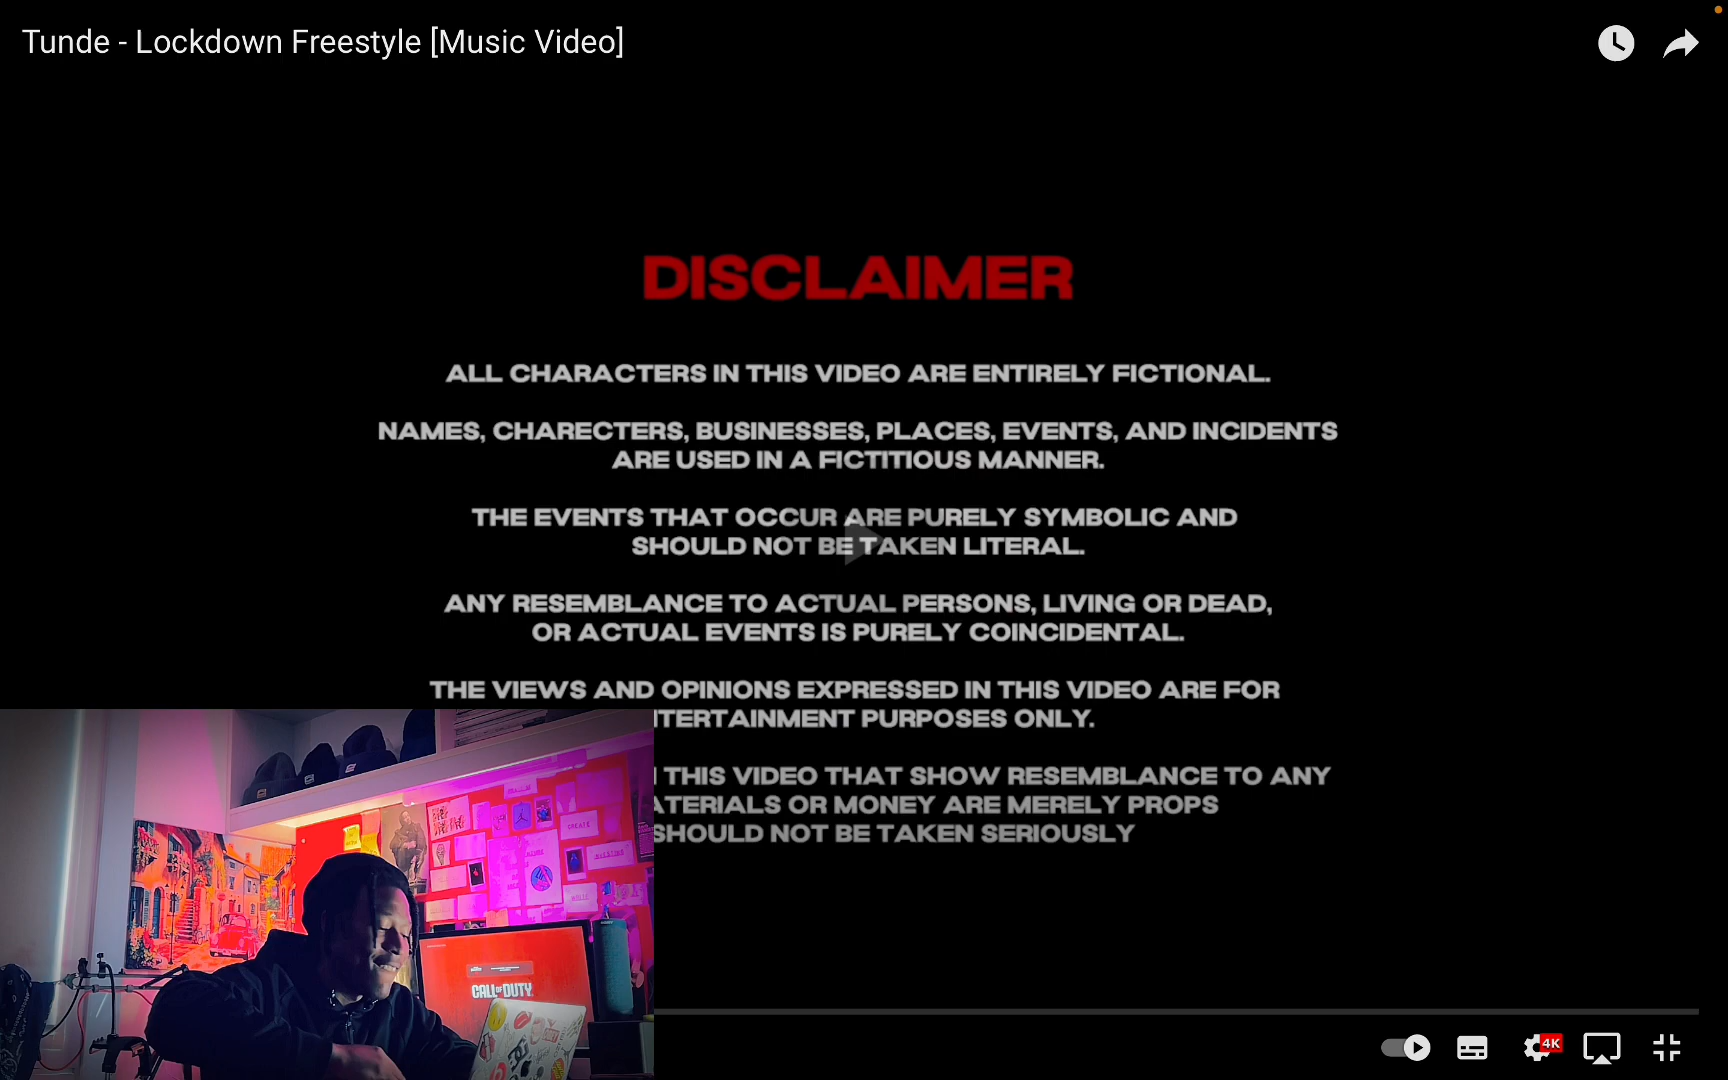 Tunde - Lockdown Freestyle [Music Video]
DISCLAIMER
ALL CHARACTERS IN THIS VIDEO ARE ENTIRELY FICTIONAL.
NAMES, CHARECTERS, BUSINESSES, PLACES, EVENTS, AND INCIDENTS
ARE USED IN A FICTITIOUS MANNER.
THE EVENTS THAT OCCUR ARE PURELY SYMBOLIC AND
SHOULD NOT BE TAKEN LITERAL.
ANY RESEMBLANCE TO ACTUAL PERSONS, LIVING OR DEAD,
OR ACTUAL EVENTS IS PURELY COINCIDENTAL.
THE VIEWS AND OPINIONS EXPRESSED IN THIS VIDEO ARE FOR
TERTAINMENT PURPOSES ONLY.
THIS VIDEO THAT SHOW RESEMBLANCE TO ANY
ATERIALS OR MONEY ARE MERELY PROPS
SHOULD NOT BE TAKEN SERIOUSLY
CREATE
CALL OF DUTY
4K